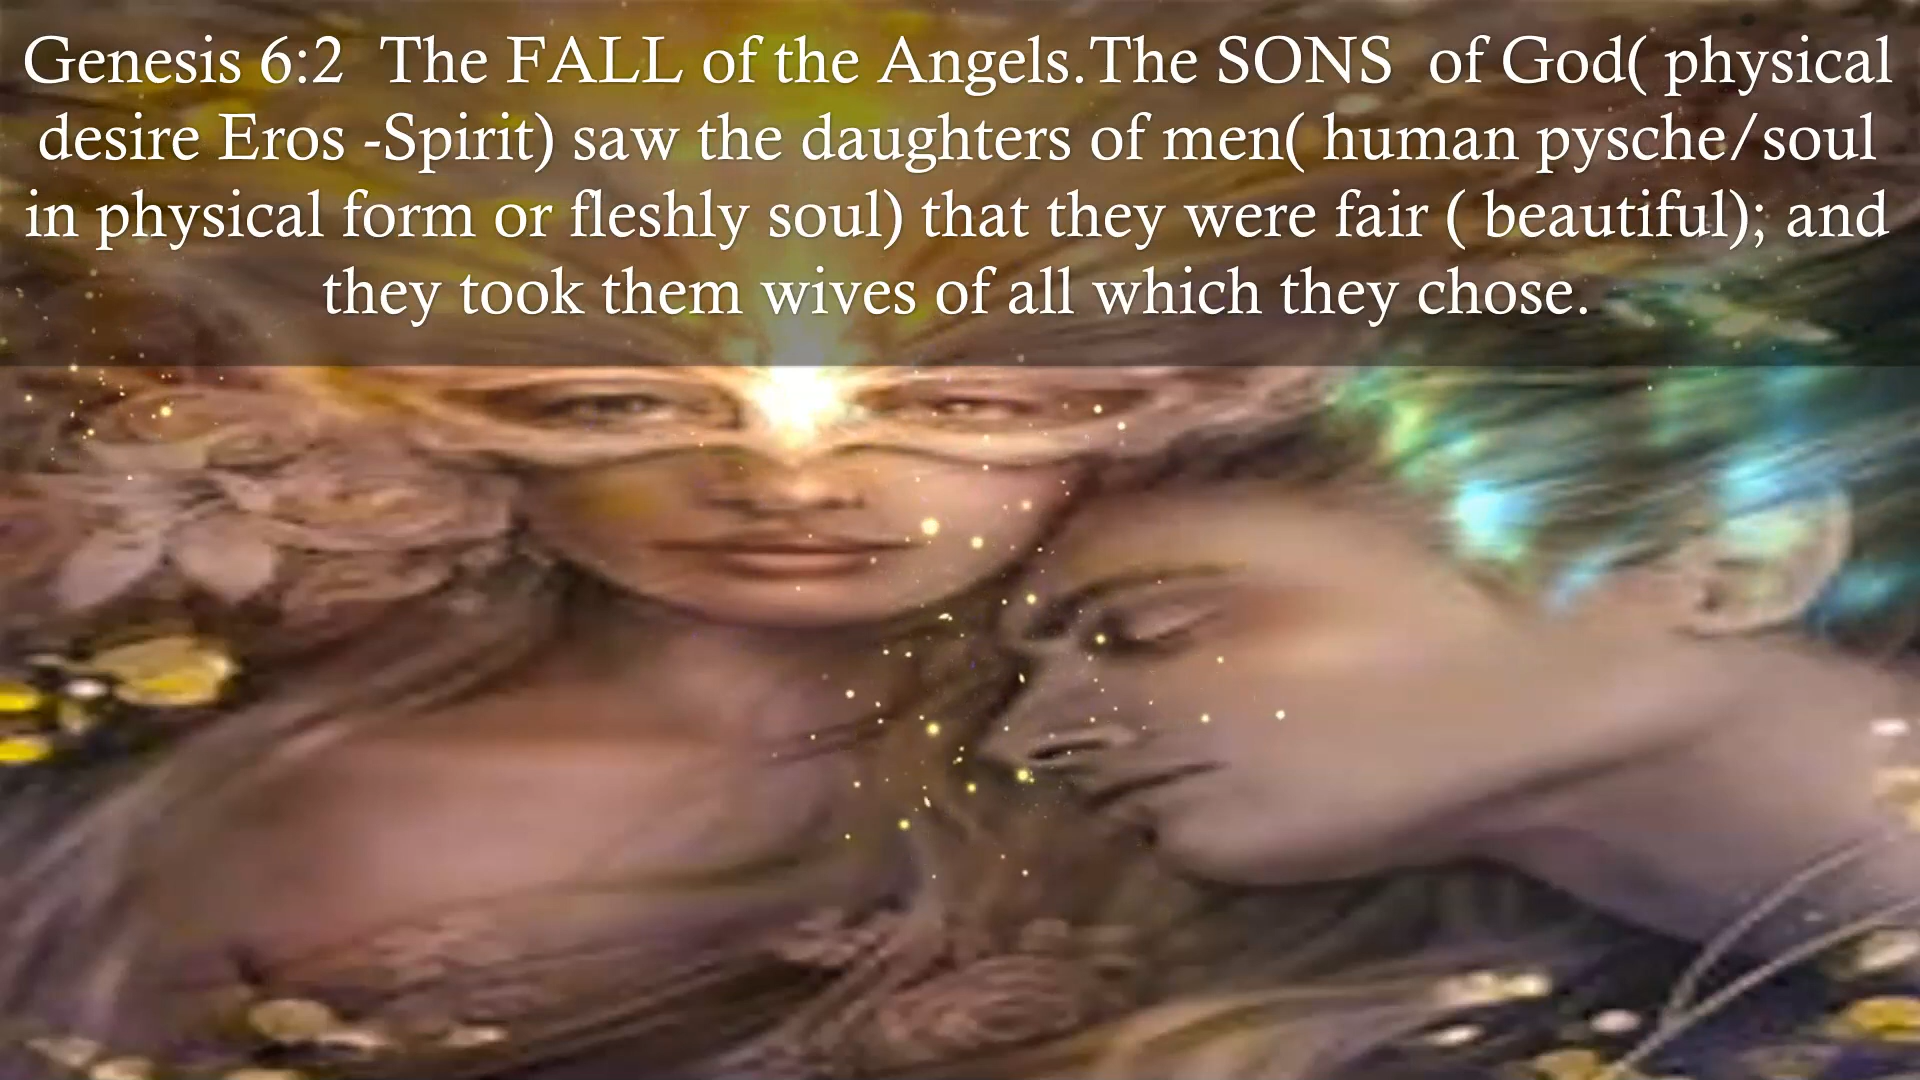 Genesis 6:2  The FALL of the Angels.The SONS  of God( physical
desire Eros -Spirit) saw the daughters of men( human pysche/soul
in physical form or fleshly soul) that they were fair ( beautiful); and
they took them wives of all which they chose.